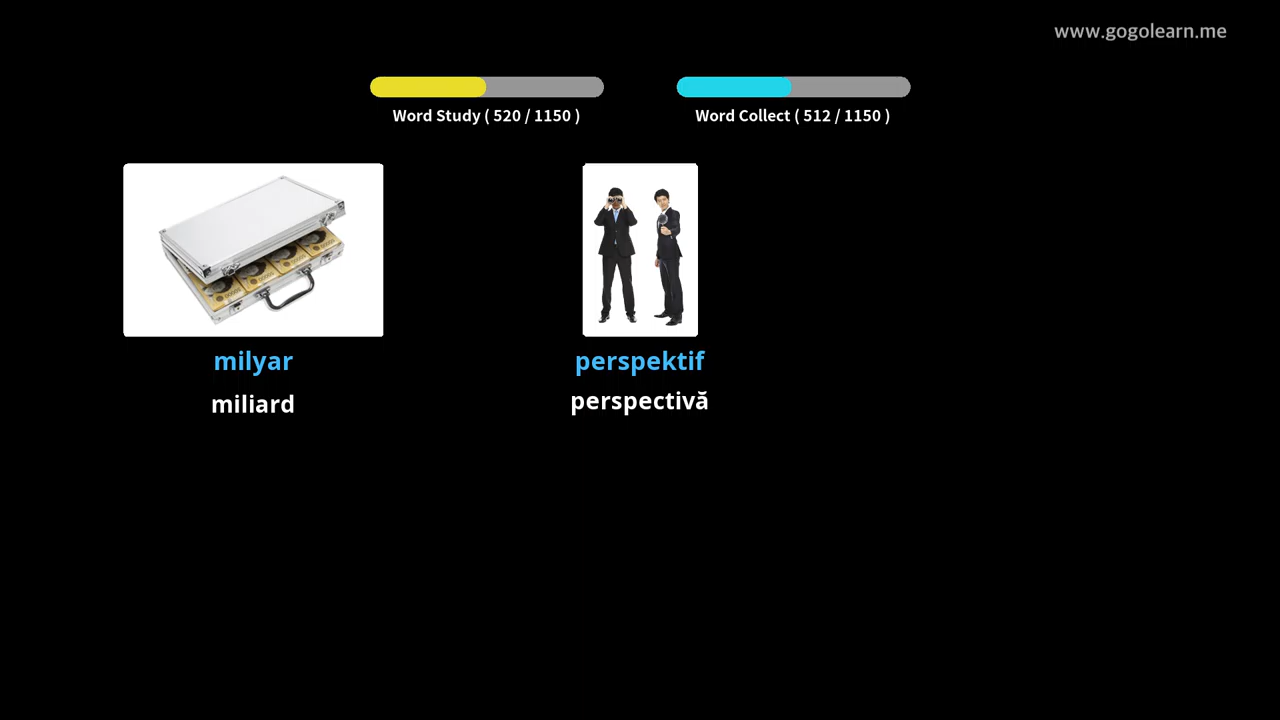 www.gogolearn.me
Word Study ( 520 / 1150 )
Word Collect ( 512 / 1150 )
milyar
miliard
perspektif
perspectivă